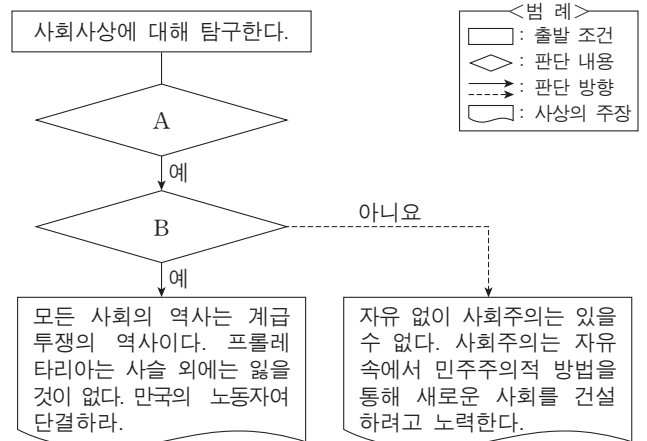 사회사상에 대해 탐구한다.
<범 례>
: 출발 조건
: 판단 내용
: 판단 방향
: 사상의 주장
A
예
B
아니요
예
모든 사회의 역사는 계급
투쟁의 역사이다. 프롤레
타리아는 사슬 외에는 잃을
것이 없다. 만국의 노동자여
단결하라.
자유 없이 사회주의는 있을
수 없다. 사회주의는 자유
속에서 민주주의적 방법을
통해 새로운 사회를 건설
하려고 노력한다.